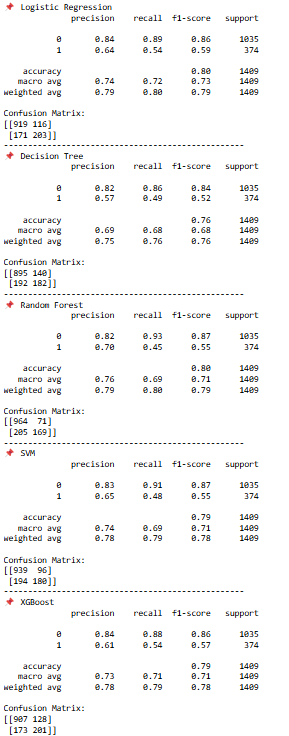 📌 Logistic Regression
precision recall f1-score support
0 0.84 0.89 0.86 1035
1 0.64 0.54 0.59 374
accuracy 0.80 1409
macro avg 0.74 0.72 0.73 1409
weighted avg 0.79 0.80 0.79 1409
Confusion Matrix:
[[919 116]
[171 203]]
--------------------------------------------------
📌 Decision Tree
precision recall f1-score support
0 0.82 0.86 0.84 1035
1 0.57 0.49 0.52 374
accuracy 0.76 1409
macro avg 0.69 0.68 0.68 1409
weighted avg 0.75 0.76 0.76 1409
Confusion Matrix:
[[895 140]
[192 182]]
--------------------------------------------------
📌 Random Forest
precision recall f1-score support
0 0.82 0.93 0.87 1035
1 0.70 0.45 0.55 374
accuracy 0.80 1409
macro avg 0.76 0.69 0.71 1409
weighted avg 0.79 0.80 0.79 1409
Confusion Matrix:
[[964 71]
[205 169]]
--------------------------------------------------
📌 SVM
precision recall f1-score support
0 0.83 0.91 0.87 1035
1 0.65 0.48 0.55 374
accuracy 0.79 1409
macro avg 0.74 0.69 0.71 1409
weighted avg 0.78 0.79 0.78 1409
Confusion Matrix:
[[939 96]
[194 180]]
--------------------------------------------------
📌 XGBoost
precision recall f1-score support
0 0.84 0.88 0.86 1035
1 0.61 0.54 0.57 374
accuracy 0.79 1409
macro avg 0.73 0.71 0.71 1409
weighted avg 0.78 0.79 0.78 1409
Confusion Matrix:
[[907 128]
[173 201]]